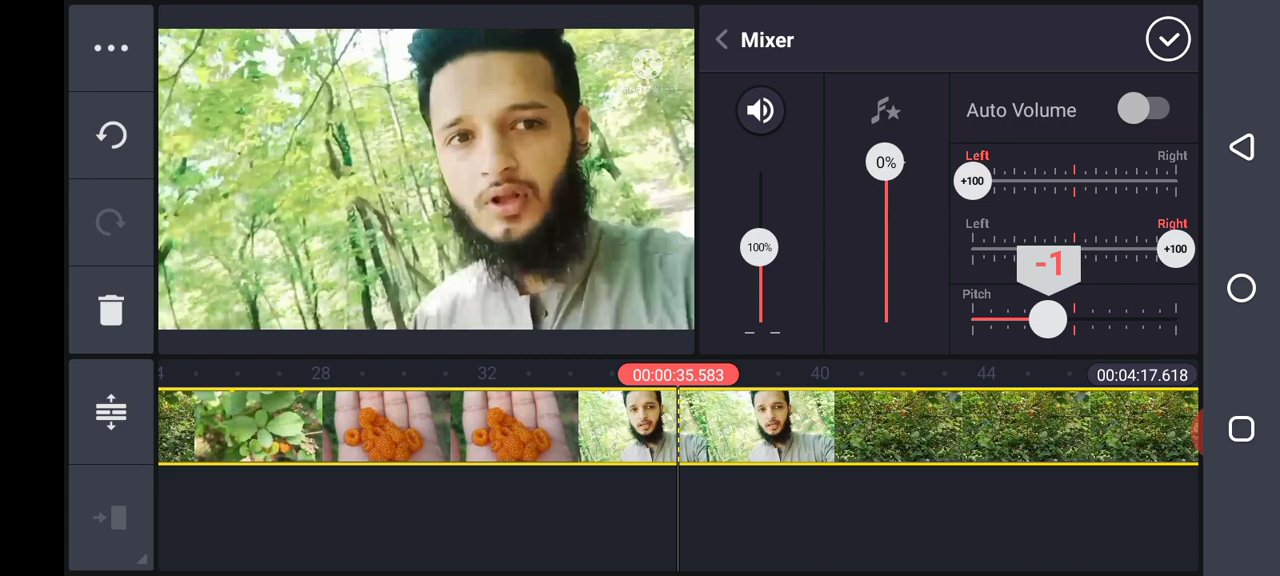 Mixer
Auto Volume
Left
Right
+100
0%
100%
Left
Right
+100
-1
Pitch
4
28
32
00:00:35.583
40
44
00:04:17.618